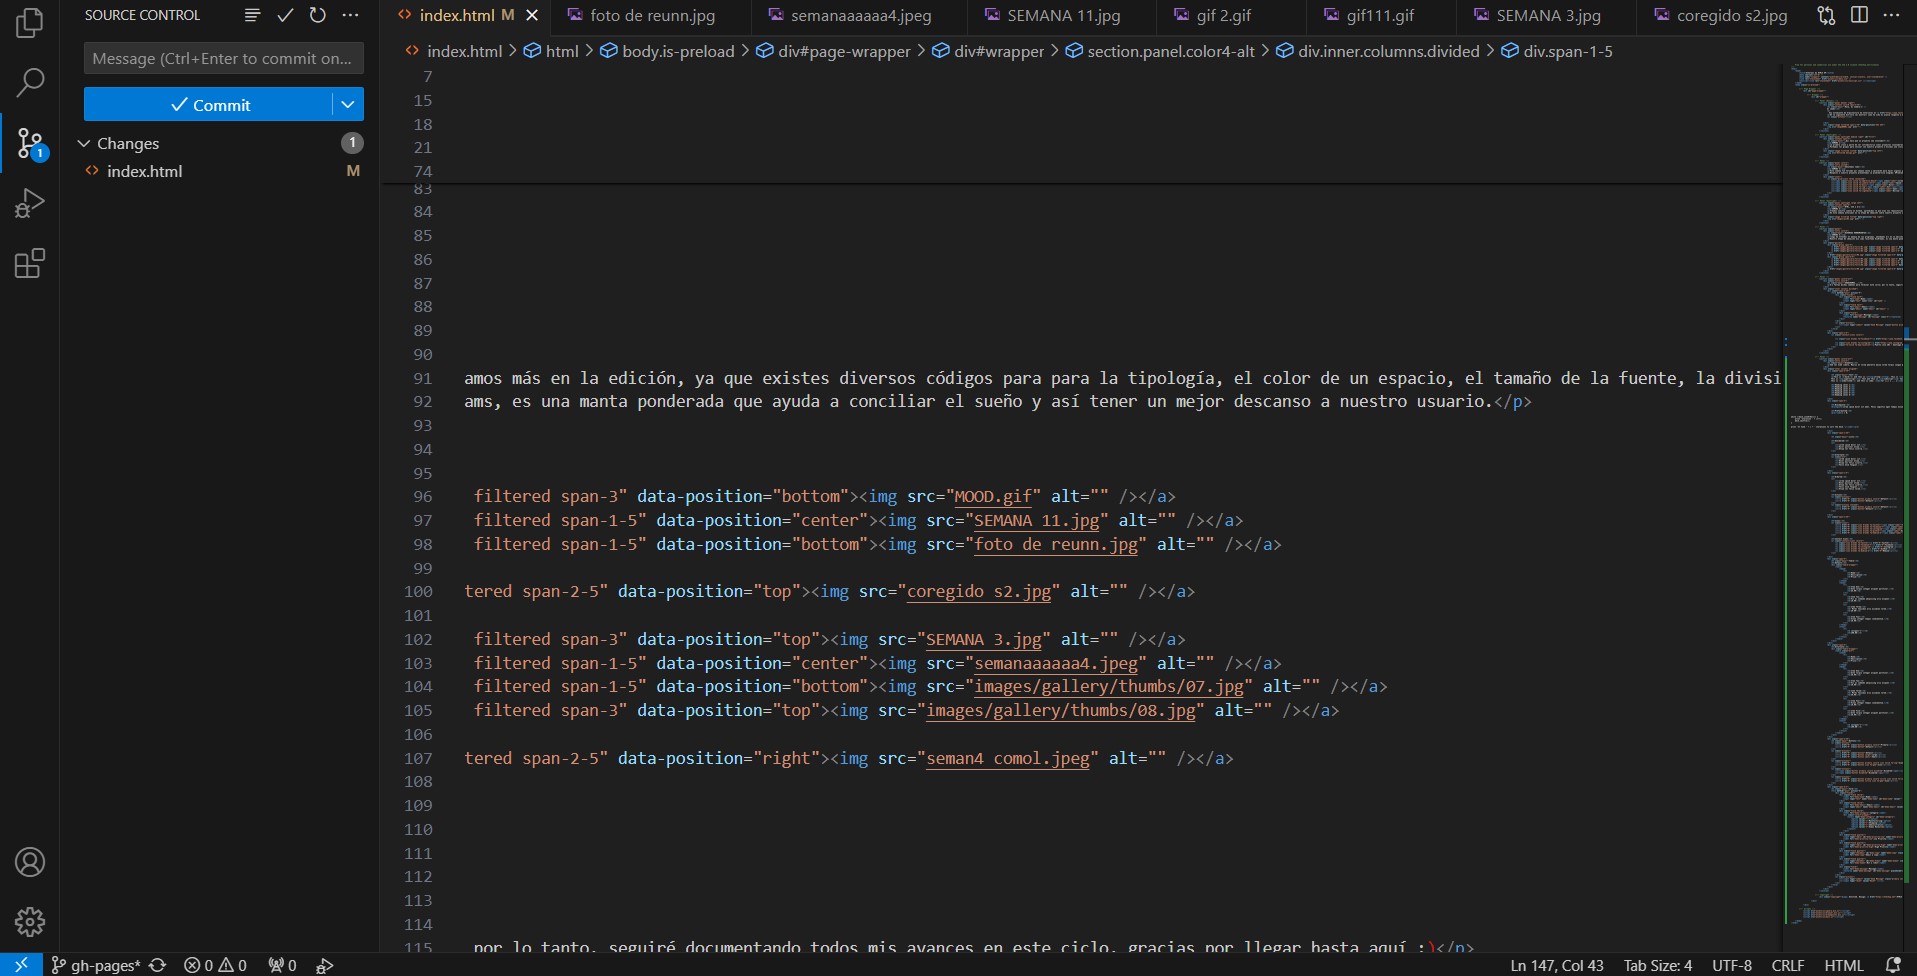 SOURCE CONTROL
Message (Ctrl+Enter to commit on...
Commit
Changes 1
index.html M
1
index.html M
foto de reunn.jpg
semanaaaaaa4.jpeg
SEMANA 11.jpg
gif 2.gif
gif111.gif
SEMANA 3.jpg
coregido s2.jpg
index.html > html > body.is-preload > div#page-wrapper > div#wrapper > section.panel.color4-alt > div.inner.columns.divided > div.span-1-5
7
15
18
21
74
83
84
85
86
87
88
89
90
91 amos más en la edición, ya que existes diversos códigos para para la tipología, el color de un espacio, el tamaño de la fuente, la divisi
92 ams, es una manta ponderada que ayuda a conciliar el sueño y así tener un mejor descanso a nuestro usuario.</p>
93
94
95
96 filtered span-3" data-position="bottom"><img src="MOOD.gif" alt="" /></a>
97 filtered span-1-5" data-position="center"><img src="SEMANA 11.jpg" alt="" /></a>
98 filtered span-1-5" data-position="bottom"><img src="foto de reunn.jpg" alt="" /></a>
99
100 tered span-2-5" data-position="top"><img src="coregido s2.jpg" alt="" /></a>
101
102 filtered span-3" data-position="top"><img src="SEMANA 3.jpg" alt="" /></a>
103 filtered span-1-5" data-position="center"><img src="semanaaaaaa4.jpeg" alt="" /></a>
104 filtered span-1-5" data-position="bottom"><img src="images/gallery/thumbs/07.jpg" alt="" /></a>
105 filtered span-3" data-position="top"><img src="images/gallery/thumbs/08.jpg" alt="" /></a>
106
107 tered span-2-5" data-position="right"><img src="seman4 comol.jpeg" alt="" /></a>
108
109
110
111
112
113
114
115 por lo tanto, seguiré documentando todos mis avances en este ciclo, gracias por llegar hasta aquí :)</p>
gh-pages* 0 0 0
Ln 147, Col 43 Tab Size: 4 UTF-8 CRLF HTML